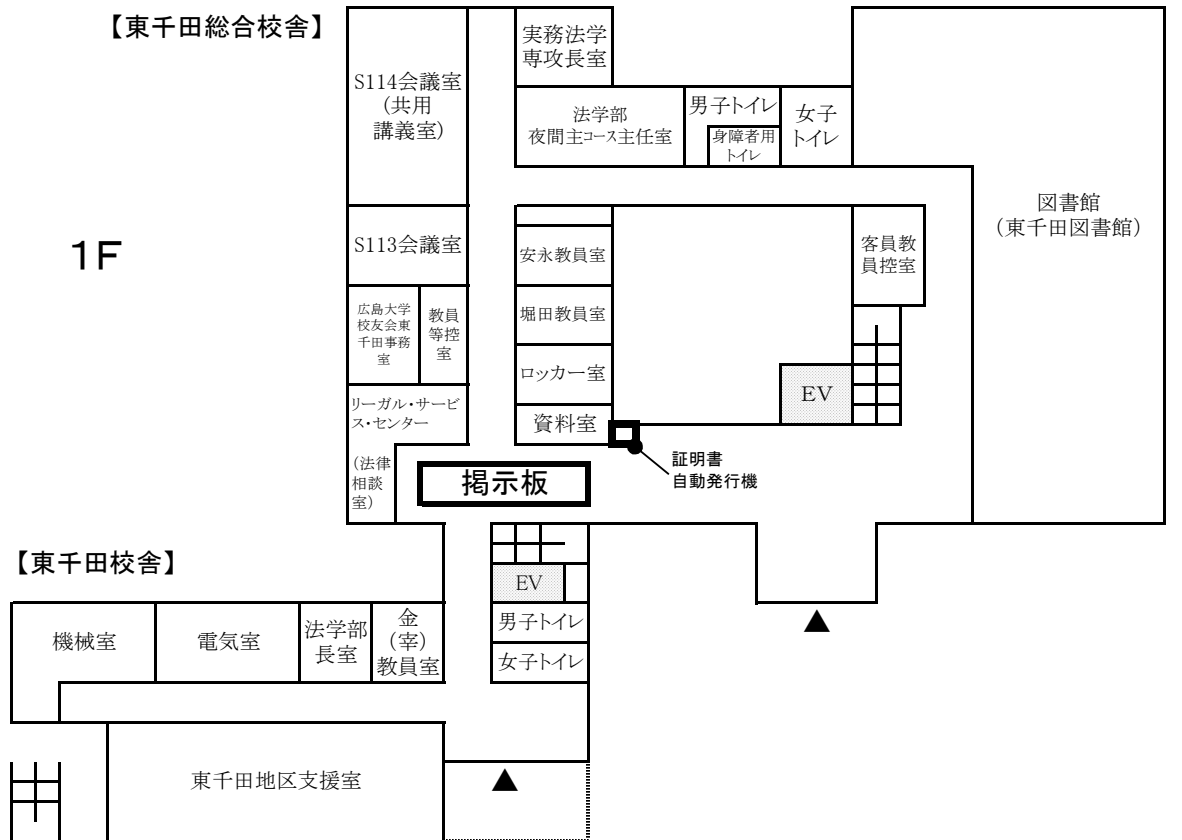 【東千田総合校舎】
1F
S114会議室
(共用
講義室)
実務法学
専攻長室
法学部
夜間主コース主任室
男子トイレ
身障者用
トイレ
女子
トイレ
図書館
(東千田図書館)
S113会議室
安永教員室
客員教
員控室
広島大学
校友会東
千田事務
室
教員
等控
室
堀田教員室
ロッカー室
EV
リーガル・サービ
ス・センター
資料室
(法律
相談
室)
掲示板
証明書
自動発行機
【東千田校舎】
EV
機械室
電気室
法学部
長室
金
(幸)
教員室
男子トイレ
女子トイレ
▲
東千田地区支援室
▲